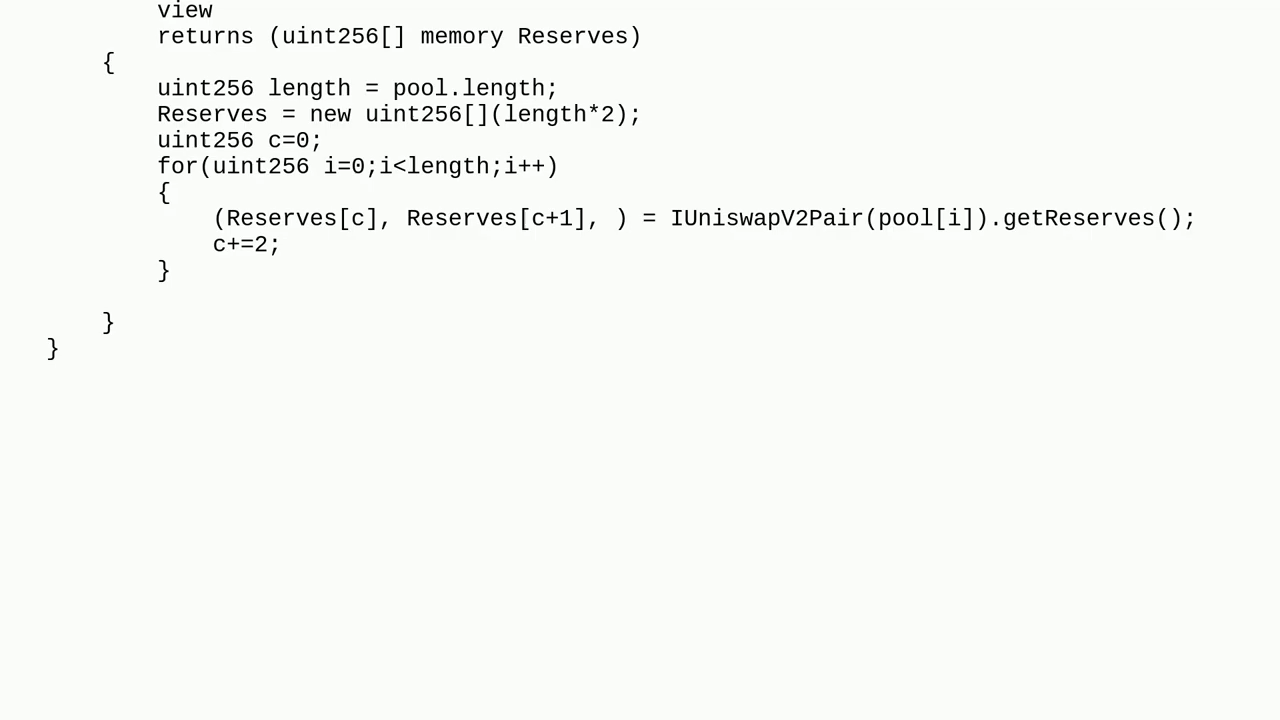 view
returns (uint256[] memory Reserves)
{
uint256 length = pool.length;
Reserves = new uint256[](length*2);
uint256 c=0;
for(uint256 i=0;i<length;i++)
{
(Reserves[c], Reserves[c+1], ) = IUniswapV2Pair(pool[i]).getReserves();
c+=2;
}
}
}